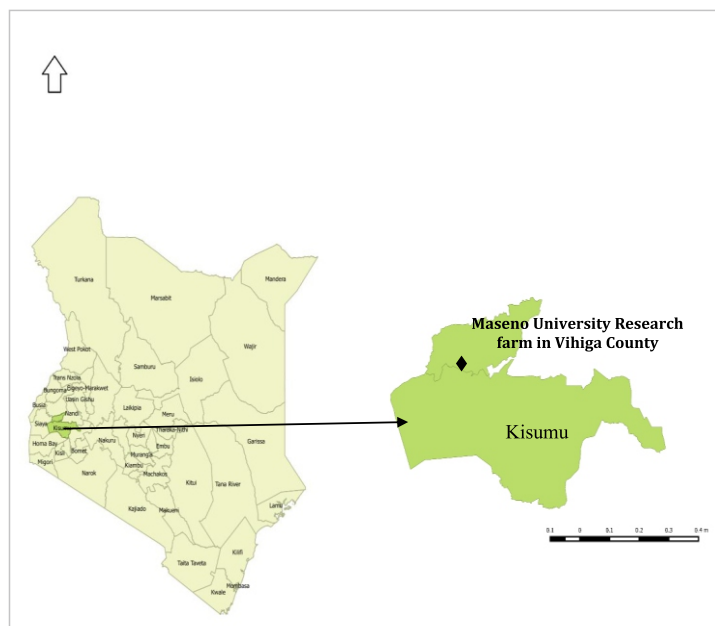 Turkana
Mandera
Marsabit
Wajir
West Pokot
Samburu
Isiolo
Trans Nzoia
Elgeyo-Marakwet
Bungoma
Uasin Gishu
Busia
Nandi
Laikipia
Meru
Siaya
Kisumu
Tharaka-Nithi
Nyeri
Nakuru
Embu
Garissa
Homa Bay
Kisii
Bomet
Murang'a
Kiambu
Migori
Narok
Machakos
Kitui
Tana River
Kajiado
Makueni
Lamu
Kilifi
Taita Taveta
Mombasa
Kwale
Maseno University Research
farm in Vihiga County
Kisumu
0.1 0 0.1 0.2 0.3 0.4 m